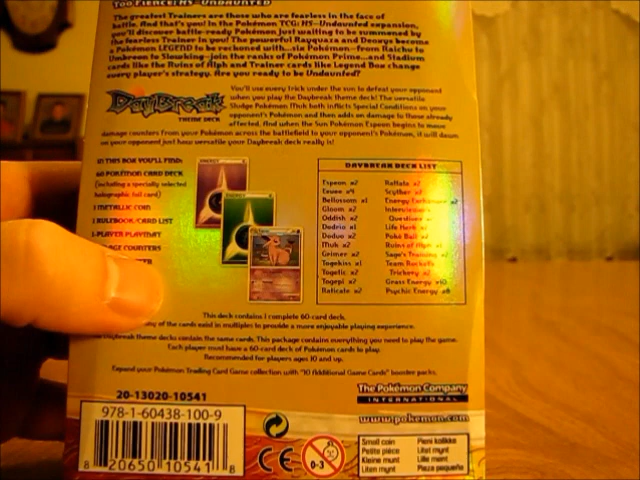 TOO FIERCE: HS—UNDAUNTED
The greatest Trainers are those who are fearless in the face of
battle. And that's you! In the Pokémon TCG: HS—Undaunted expansion,
you'll discover battle-ready Pokémon just waiting to be summoned by
the fearless Trainer in you! The powerful Rayquaza and Deoxys become
a Pokémon LEGEND to be reckoned with...six Pokémon—from Raichu to
Umbreon to Slowking—join the ranks of Pokémon Prime...and Stadium
cards like the Ruins of Alph and Trainer cards like Legend Box change
every player's strategy. Are you ready to be Undaunted?
DayBreak
THEME DECK
You'll use every trick under the sun to defeat your opponent
when you play the Daybreak theme deck! The versatile
Sludge Pokémon Muk both inflicts Special Conditions on your
opponent's Pokémon and then adds on damage to those already
affected. And when the Sun Pokémon Espeon begins to move
damage counters from your Pokémon across the battlefield to your opponent's Pokémon, it will dawn
on your opponent just how versatile your Daybreak deck really is!
IN THIS BOX YOU'LL FIND:
60 POKÉMON CARD DECK
(including a specially selected
holographic foil card)
1 METALLIC COIN
1 RULEBOOK/CARD LIST
1-PLAYER PLAYMAT
COUNTERS
ENERGY
ENERGY
DAYBREAK DECK LIST
Espeon x2
Eevee x4
Bellossom x1
Gloom x2
Oddish x2
Dodrio x1
Doduo x2
Muk x2
Grimer x2
Togekiss x1
Togetic x2
Togepi x2
Raticate x2
Rattata x2
Scyther x2
Energy Exchanger x2
Interviewer's
Life Herb x2
Poké Ball x2
Ruins of Alph x1
Sage's Training x2
Team Rocket's
Trickery x2
Grass Energy x10
Psychic Energy x8
This deck contains 1 complete 60-card deck.
many of the cards exist in multiples to provide a more enjoyable playing experience.
Daybreak theme decks contain the same cards. This package contains everything you need to play the game.
Each player must have a 60-card deck of Pokémon cards to play.
Recommended for players ages 10 and up.
Expand your Pokémon Trading Card Game collection with "10 Additional Game Cards" booster packs.
20-13020-10541
978-1-60438-100-9
8 20650 10541 8
The Pokémon Company
INTERNATIONAL
www.pokemon.com
CE
0-3
Small coin
Petite pièce
Kleine munt
Liten mynt
Pieni kolikko
Litet mynt
Lille mønt
Peça pequeña